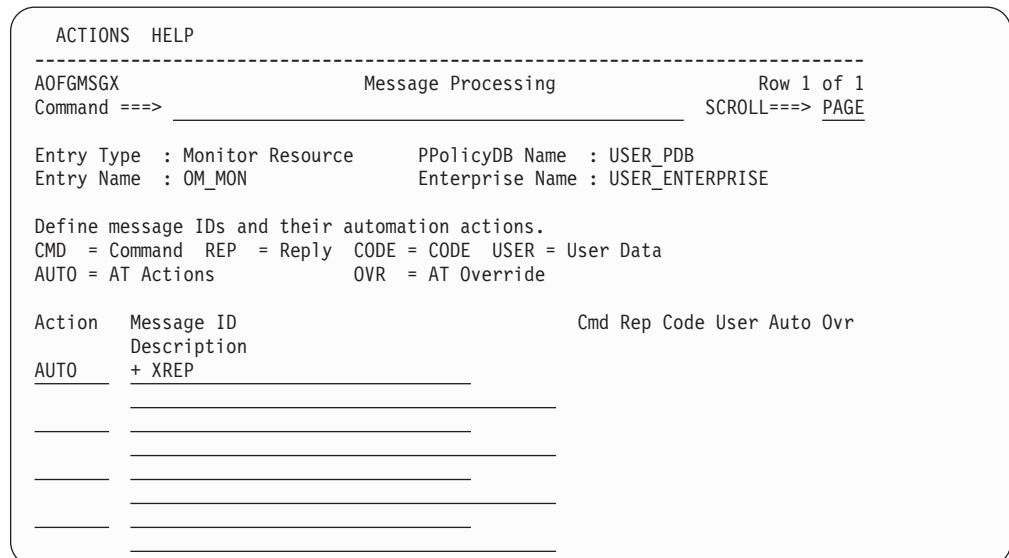 ACTIONS HELP
------------------------------------------------------------------------------
AOFGMSGX Message Processing Row 1 of 1
Command ===> SCROLL===> PAGE
Entry Type : Monitor Resource PPolicyDB Name : USER_PDB
Entry Name : OM_MON Enterprise Name : USER_ENTERPRISE
Define message IDs and their automation actions.
CMD = Command REP = Reply CODE = CODE USER = User Data
AUTO = AT Actions OVR = AT Override
Action Message ID Cmd Rep Code User Auto Ovr
Description
AUTO + XREP